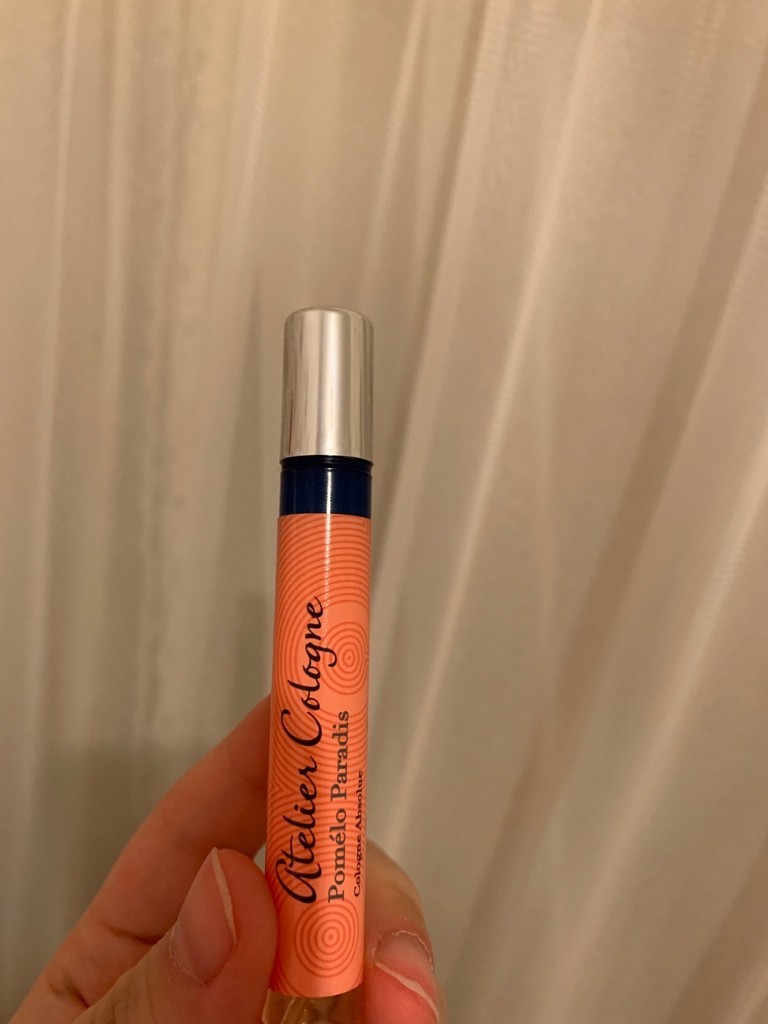 Atelier Cologne
Pomélo Paradis
Cologne Absolue